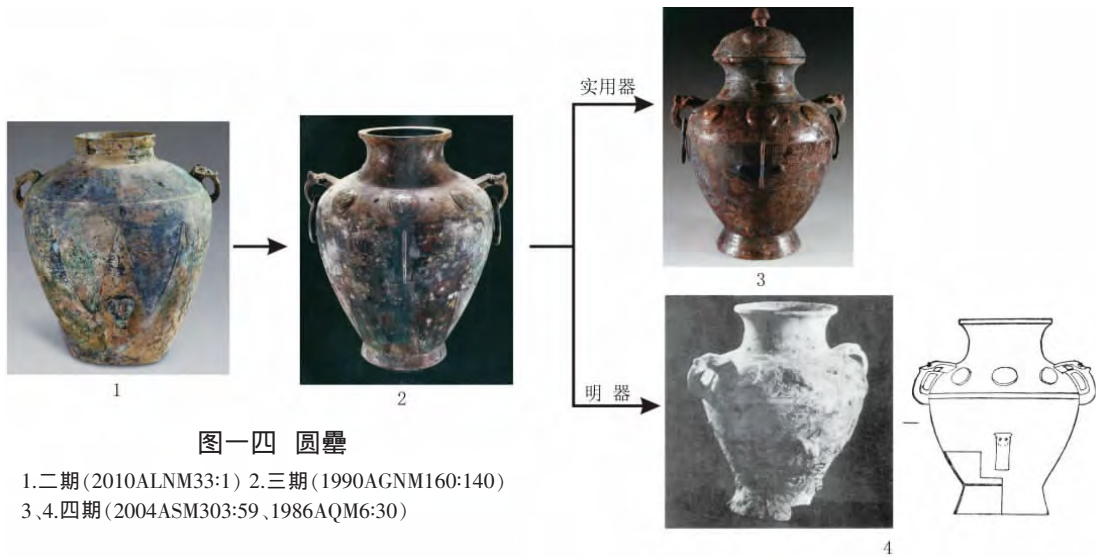 实用器
3
1
2
明 器
4
图一四 圆罍
1.二期(2010ALNM33:1) 2.三期(1990AGNM160:140)
3、4.四期(2004ASM303:59、1986AQM6:30)